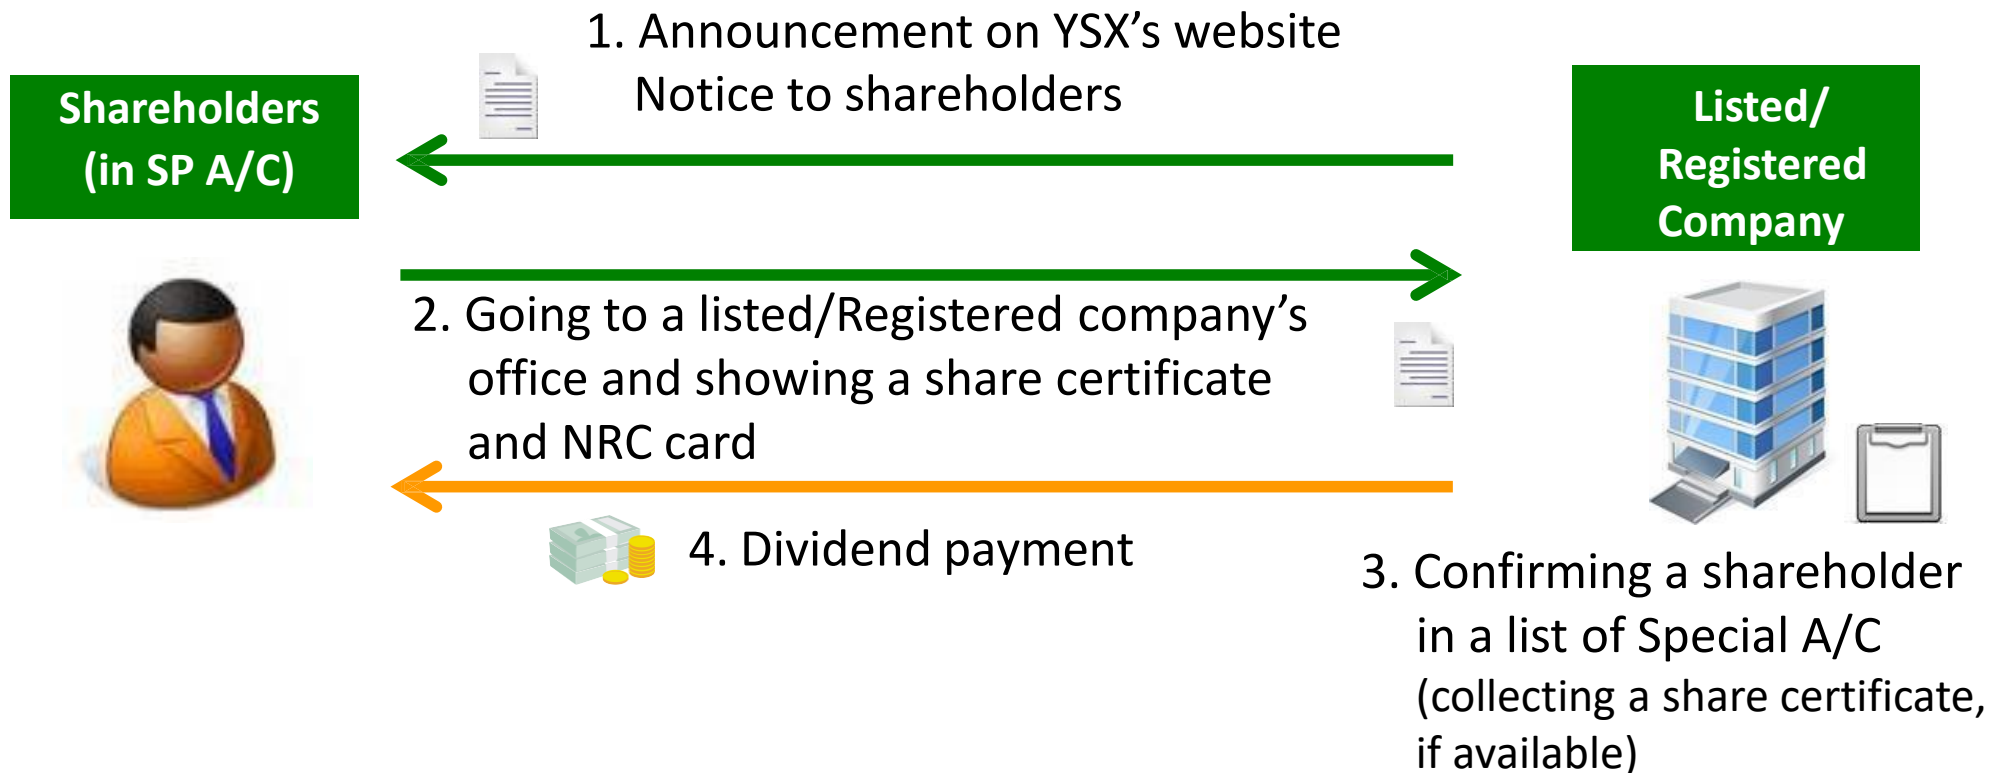 1. Announcement on YSX’s website
Notice to shareholders
Shareholders
(in SP A/C)
Listed/
Registered
Company
2. Going to a listed/Registered company’s
office and showing a share certificate
and NRC card
4. Dividend payment
3. Confirming a shareholder
in a list of Special A/C
(collecting a share certificate,
if available)